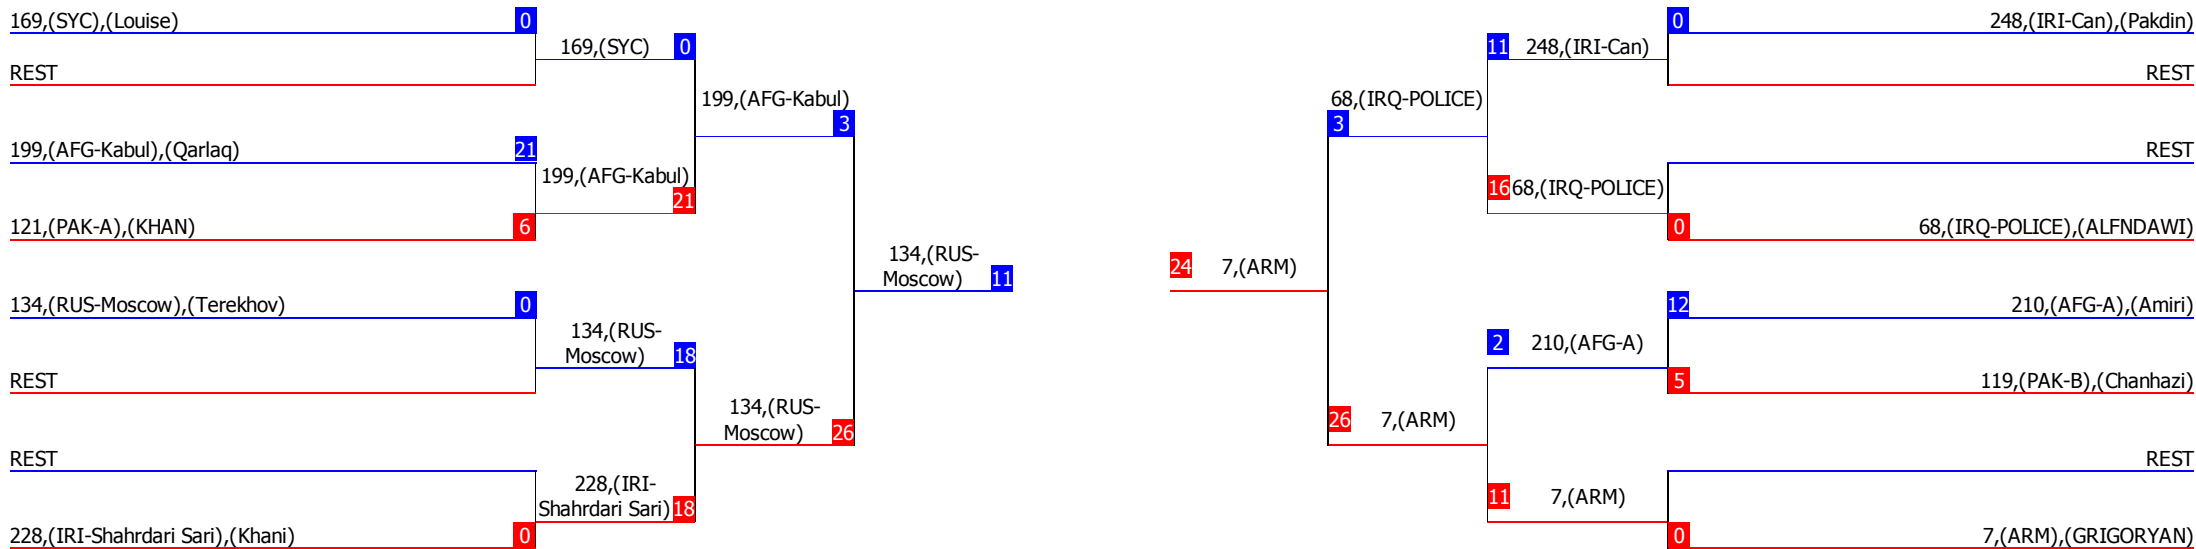 169,(SYC),(Louise) 0
169,(SYC) 0
REST
199,(AFG-Kabul)
3
199,(AFG-Kabul),(Qarlaq) 21
199,(AFG-Kabul)
21
121,(PAK-A),(KHAN) 6
134,(RUS-
Moscow) 11
134,(RUS-Moscow),(Terekhov) 0
134,(RUS-
Moscow) 18
REST
134,(RUS-
Moscow) 26
REST
228,(IRI-
Shahrdari Sari) 18
228,(IRI-Shahrdari Sari),(Khani) 0
0 248,(IRI-Can),(Pakdin)
11 248,(IRI-Can)
REST
68,(IRQ-POLICE)
3
REST
16 68,(IRQ-POLICE)
0 68,(IRQ-POLICE),(ALFNDAWI)
24 7,(ARM)
12 210,(AFG-A),(Amiri)
2 210,(AFG-A)
5 119,(PAK-B),(Chanhazi)
26 7,(ARM)
REST
11 7,(ARM)
0 7,(ARM),(GRIGORYAN)